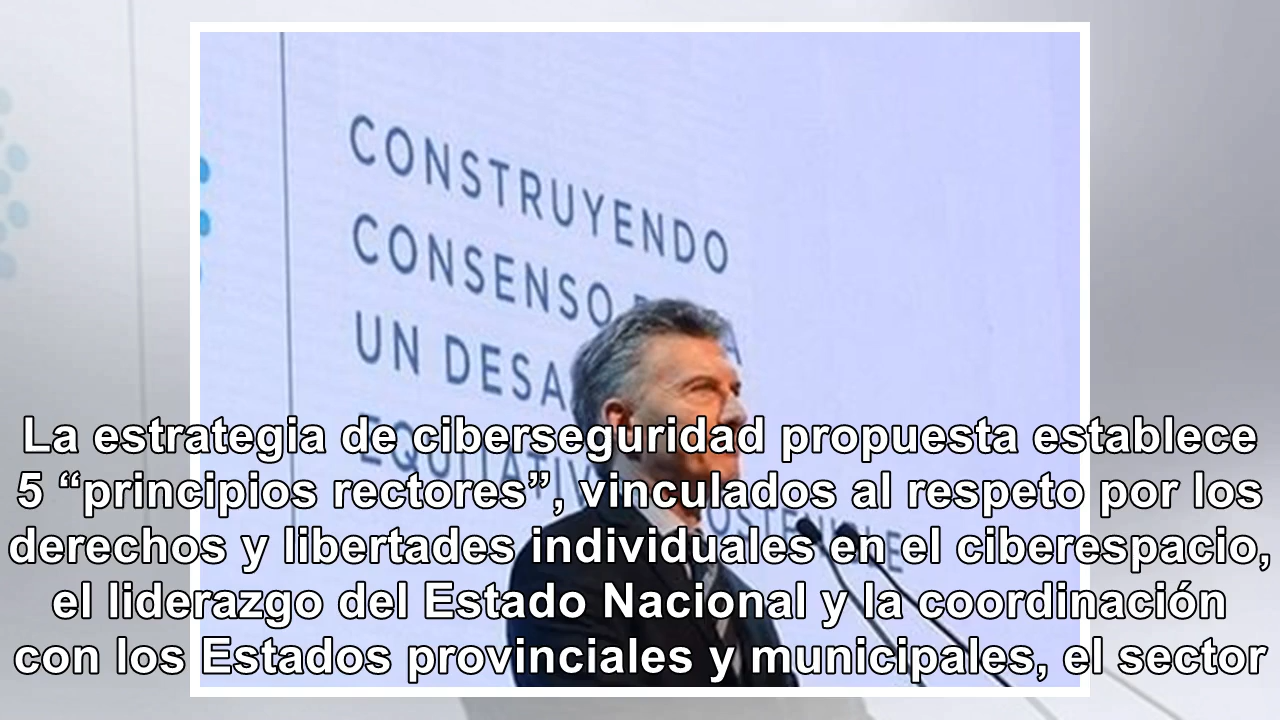 CONSTRUYENDO
CONSENSO
UN
La estrategia de ciberseguridad propuesta establece
5 “principios rectores”, vinculados al respeto por los
derechos y libertades individuales en el ciberespacio,
el liderazgo del Estado Nacional y la coordinación
con los Estados provinciales y municipales, el sector